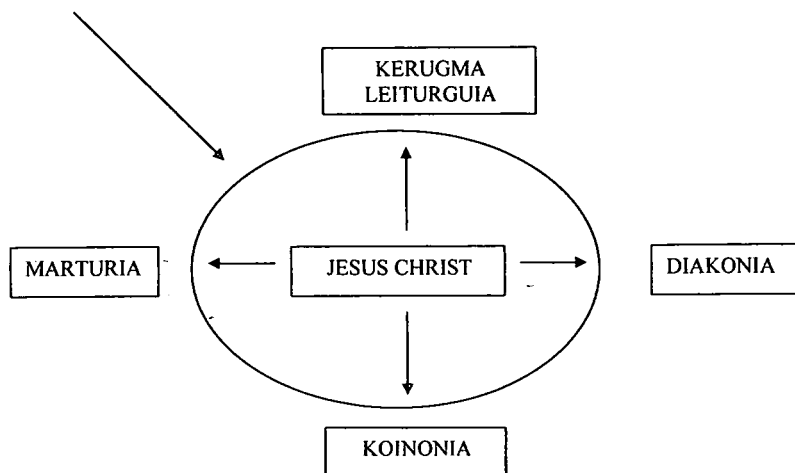 KERUGMA
LEITURGUIA
MARTURIA
JESUS CHRIST
DIAKONIA
KOINONIA